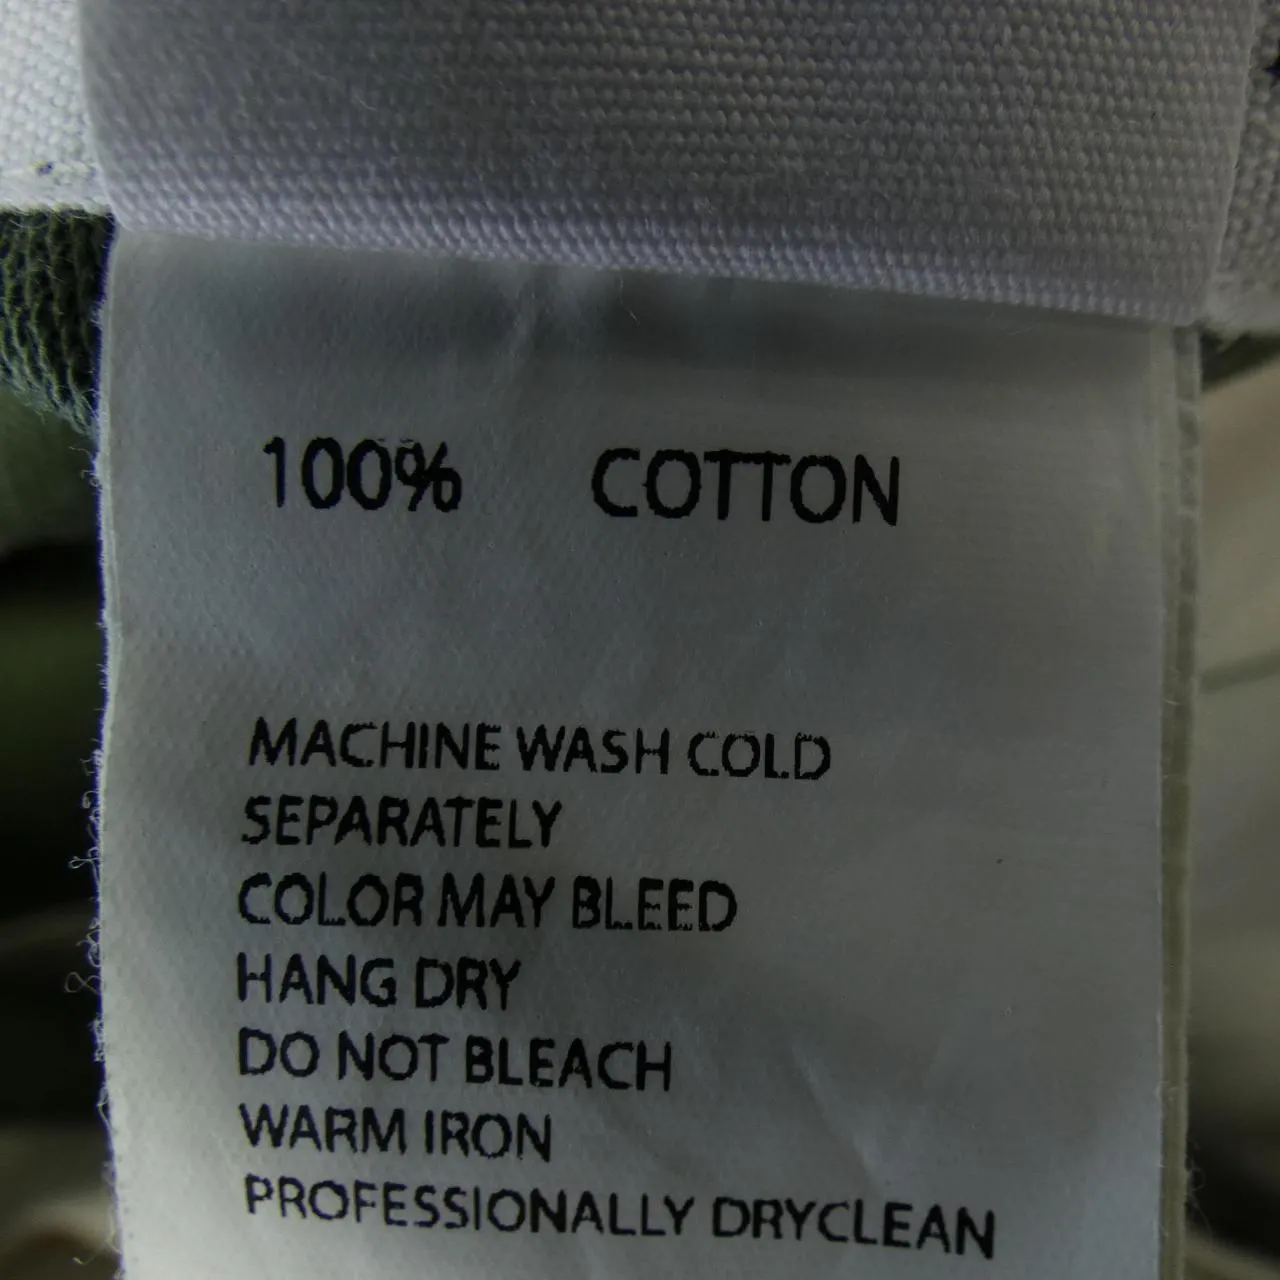 100% COTTON
MACHINE WASH COLD
SEPARATELY
COLOR MAY BLEED
HANG DRY
DO NOT BLEACH
WARM IRON
PROFESSIONALLY DRYCLEAN